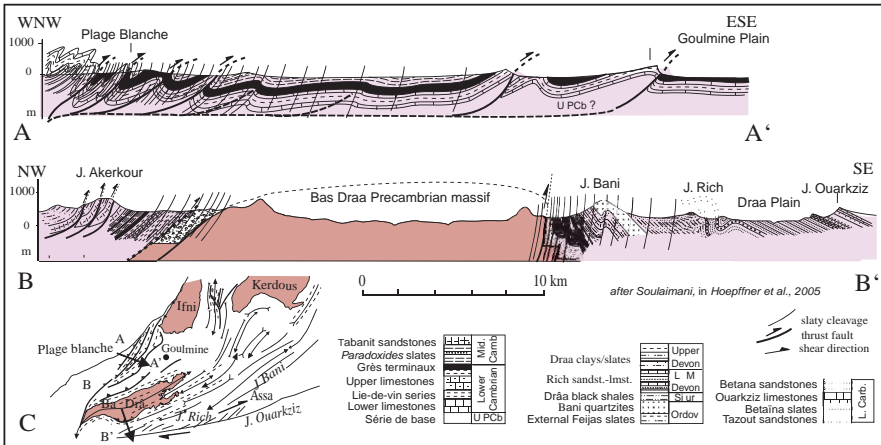 WNW
ESE
Plage Blanche
Goulmine Plain
1000
0
m
U PCb ?
A
A'
NW
SE
J. Akerkour
Bas Draa Precambrian massif
J. Bani
J. Rich
Draa Plain
J. Ouarkziz
1000
0
m
B
B'
0
10 km
after Soulaimani, in Hoepffner et al., 2005
Kerdous
Ifni
A
Plage blanche
A'
Goulmine
B
Assa
J. Bani
J. Rich
J. Ouarkziz
B'
C
Tabanit sandstones
Paradoxides slates
Grès terminaux
Upper limestones
Lie-de-vin series
Lower limestones
Série de base
Mid. Camb
Lower Cambrian
U PCb
Draa clays/slates
Rich sandst.-lmst.
Drâa black shales
Bani quartzites
External Feijas slates
Upper
Devon
L M
Devon
Si ur
Ordov
slaty cleavage
thrust fault
shear direction
Betana sandstones
Ouarkziz limestones
Betaïna slates
Tazout sandstones
L. Carb.